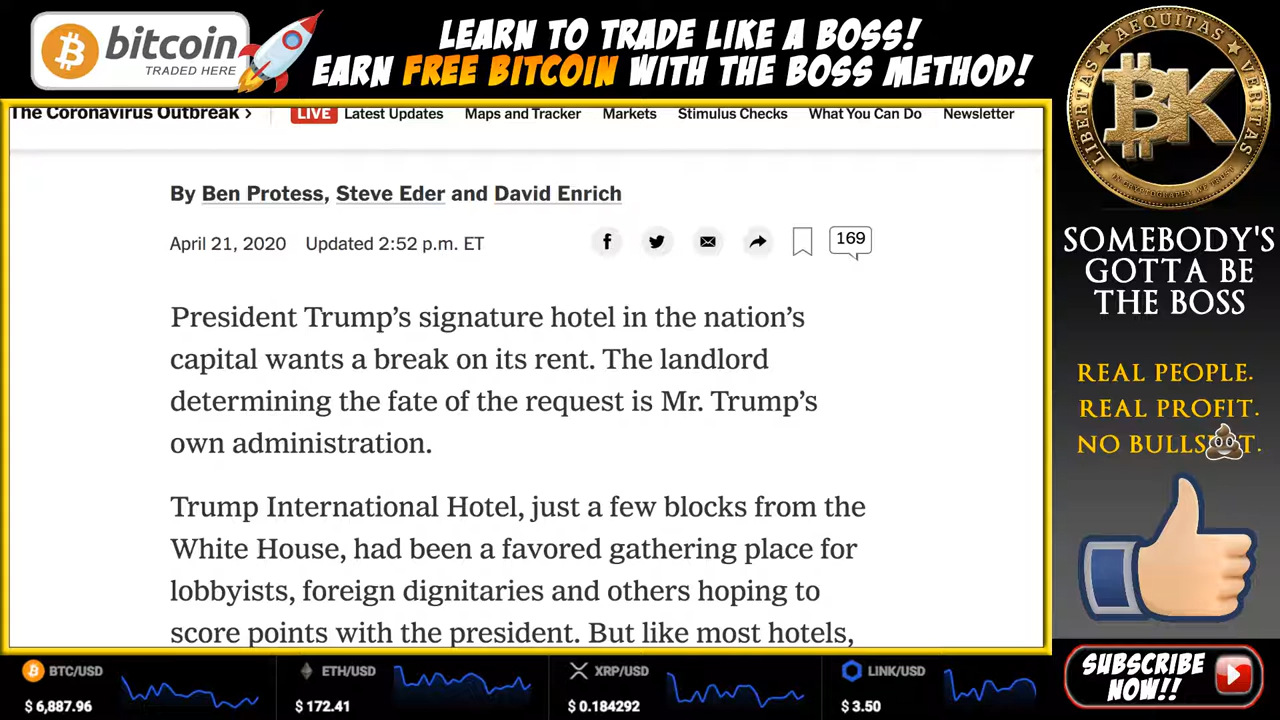 bitcoin
TRADED HERE
LEARN TO TRADE LIKE A BOSS!
EARN FREE BITCOIN WITH THE BOSS METHOD!
The Coronavirus Outbreak › LIVE Latest Updates Maps and Tracker Markets Stimulus Checks What You Can Do Newsletter
By Ben Protess, Steve Eder and David Enrich
April 21, 2020 Updated 2:52 p.m. ET
169
President Trump’s signature hotel in the nation’s
capital wants a break on its rent. The landlord
determining the fate of the request is Mr. Trump’s
own administration.
Trump International Hotel, just a few blocks from the
White House, had been a favored gathering place for
lobbyists, foreign dignitaries and others hoping to
score points with the president. But like most hotels,
AEQUITAS
LIBERTAS
VERITAS
BK
IN CRYPTOGRAPHY WE TRUST
SOMEBODY'S
GOTTA BE
THE BOSS
REAL PEOPLE.
REAL PROFIT.
NO BULLS💩T.
BTC/USD
$ 6,887.96
ETH/USD
$ 172.41
XRP/USD
$ 0.184292
LINK/USD
$ 3.50
SUBSCRIBE
NOW!!